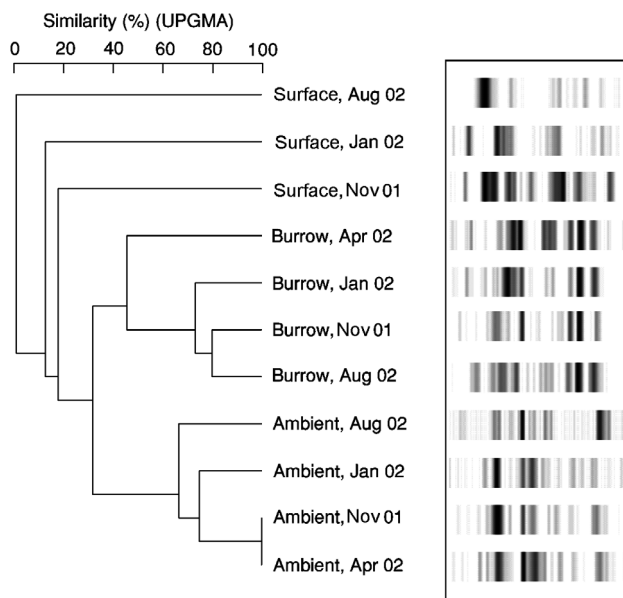 Similarity (%) (UPGMA)
0 20 40 60 80 100
Surface, Aug 02
Surface, Jan 02
Surface, Nov 01
Burrow, Apr 02
Burrow, Jan 02
Burrow, Nov 01
Burrow, Aug 02
Ambient, Aug 02
Ambient, Jan 02
Ambient, Nov 01
Ambient, Apr 02